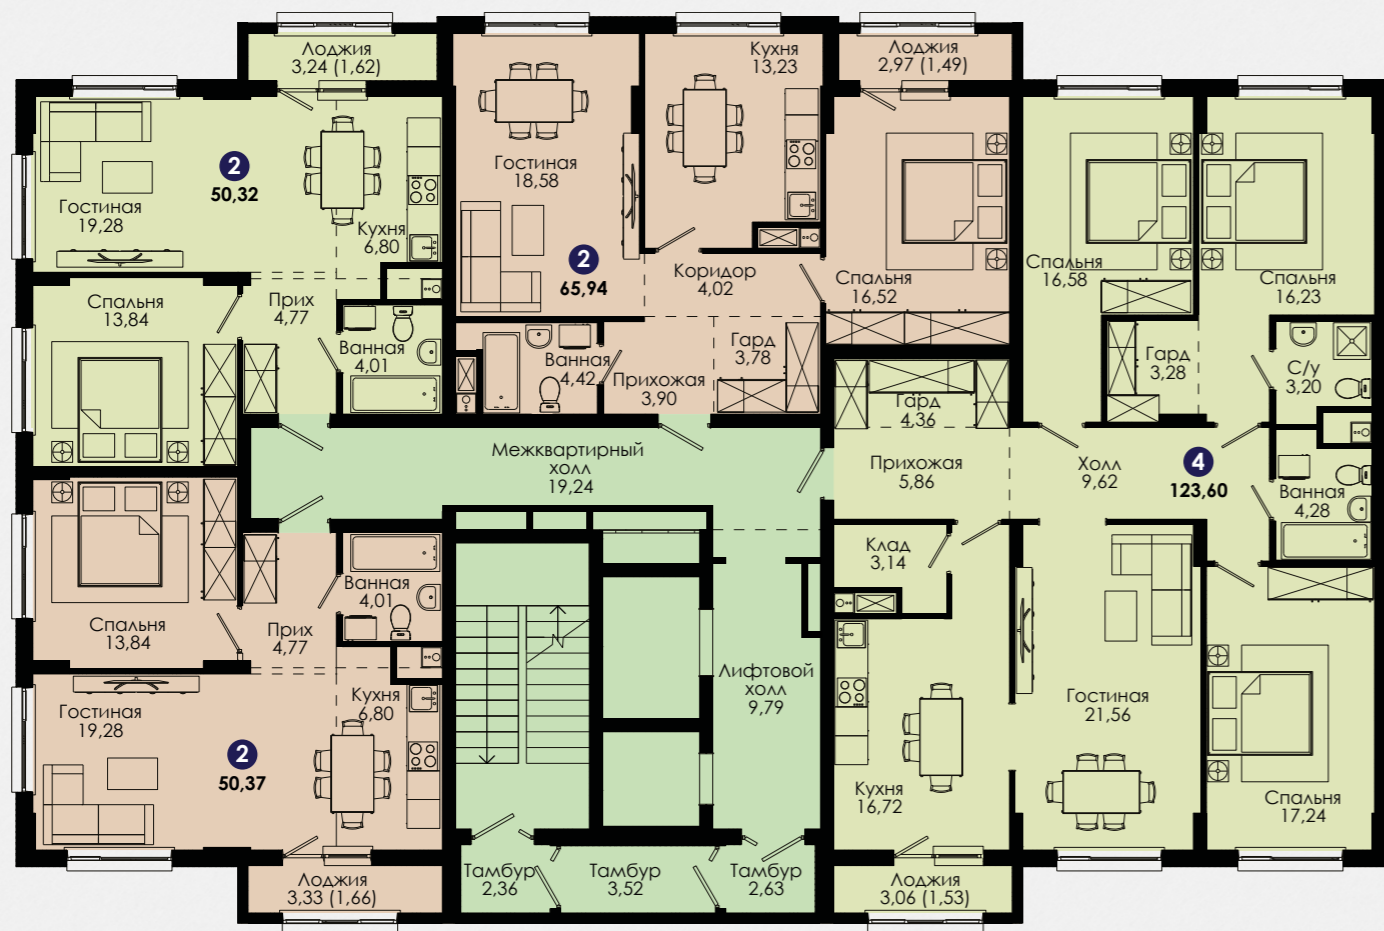 Лоджия
3,24 (1,62)
2
50,32
Гостиная
19,28
Кухня
6,80
Спальня
13,84
Прих
4,77
Ванная
4,01
Гостиная
18,58
Кухня
13,23
Лоджия
2,97 (1,49)
2
65,94
Коридор
4,02
Спальня
16,52
Ванная
4,42
Прихожая
3,90
Гард
3,78
Спальня
16,58
Спальня
16,23
Гард
3,28
С/у
3,20
Гард
4,36
Прихожая
5,86
Холл
9,62
4
123,60
Ванная
4,28
Клад
3,14
Кухня
16,72
Гостиная
21,56
Спальня
17,24
Лоджия
3,06 (1,53)
Межквартирный
холл
19,24
Лифтовой
холл
9,79
Тамбур
2,36
Тамбур
3,52
Тамбур
2,63
Спальня
13,84
Прих
4,77
Ванная
4,01
Гостиная
19,28
Кухня
6,80
2
50,37
Лоджия
3,33 (1,66)